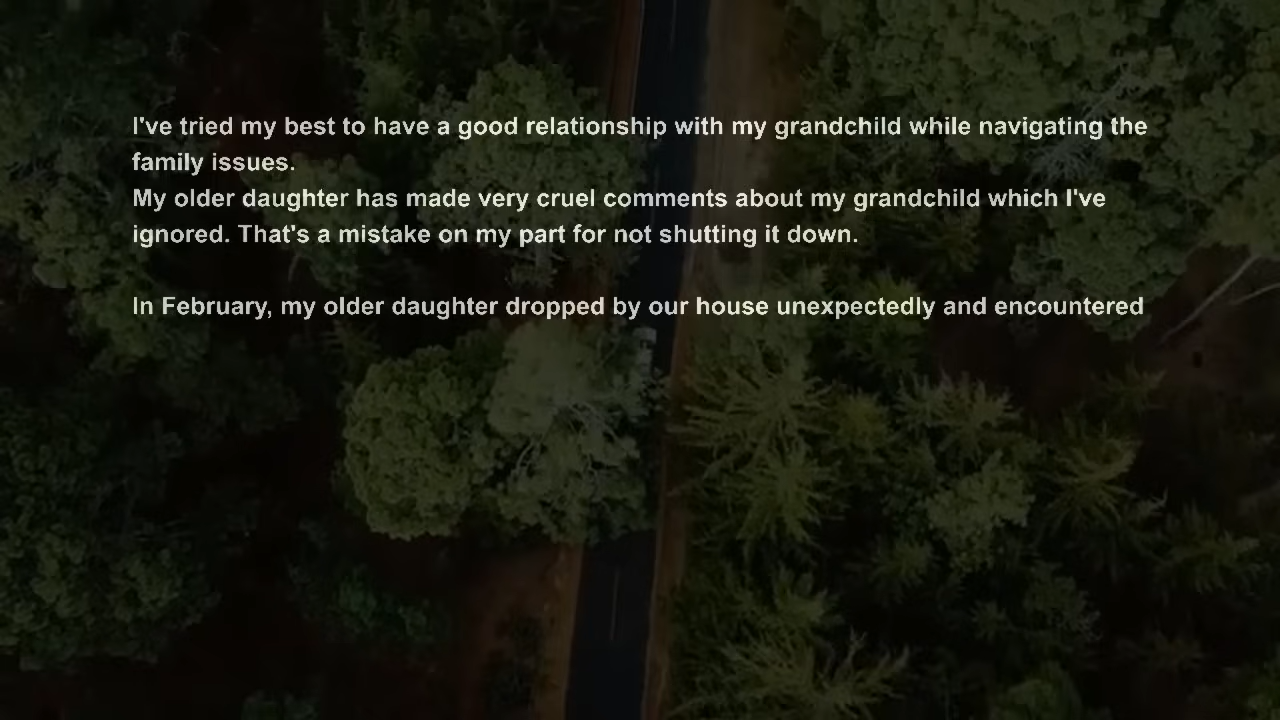 I've tried my best to have a good relationship with my grandchild while navigating the
family issues.
My older daughter has made very cruel comments about my grandchild which I've
ignored. That's a mistake on my part for not shutting it down.
In February, my older daughter dropped by our house unexpectedly and encountered